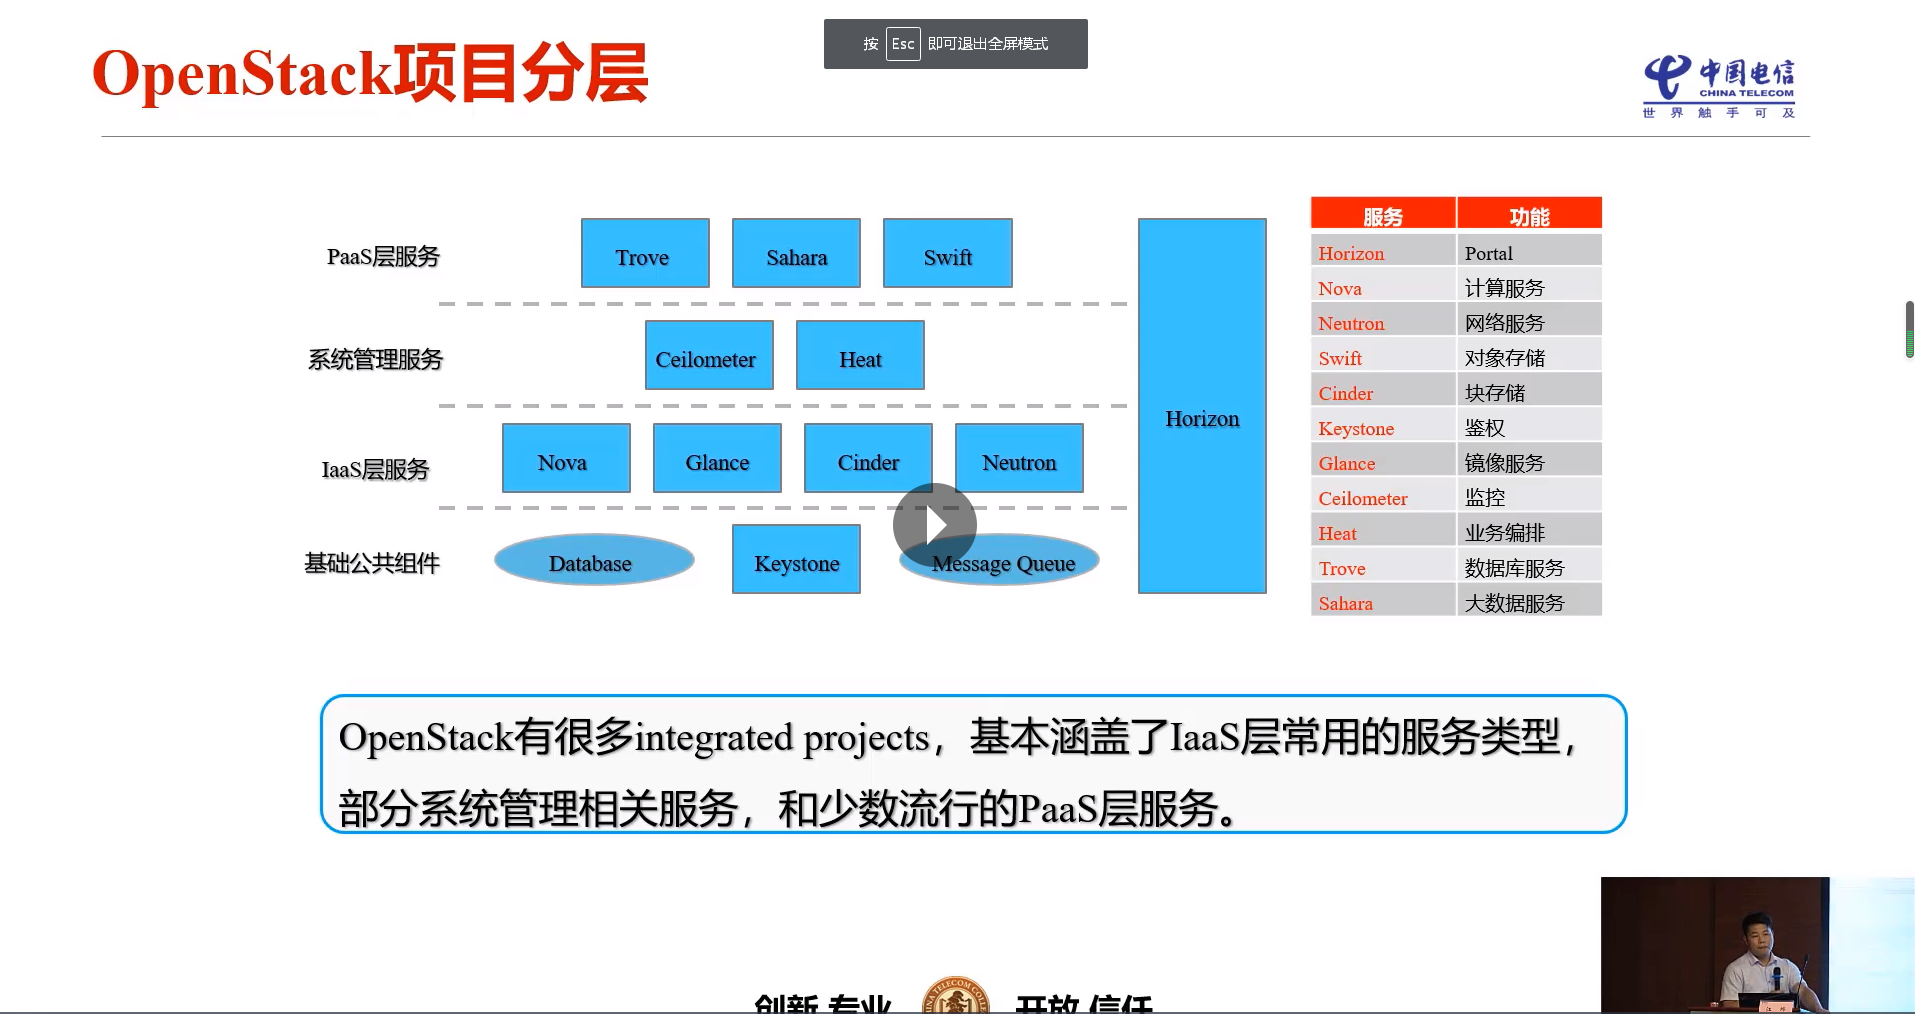 按 Esc 即可退出全屏模式
OpenStack项目分层
中国电信
CHINA TELECOM
世界触手可及
PaaS层服务
Trove
Sahara
Swift
系统管理服务
Ceilometer
Heat
IaaS层服务
Nova
Glance
Cinder
Neutron
基础公共组件
Database
Keystone
Message Queue
Horizon
服务 功能
Horizon Portal
Nova 计算服务
Neutron 网络服务
Swift 对象存储
Cinder 块存储
Keystone 鉴权
Glance 镜像服务
Ceilometer 监控
Heat 业务编排
Trove 数据库服务
Sahara 大数据服务
OpenStack有很多integrated projects，基本涵盖了IaaS层常用的服务类型，
部分系统管理相关服务，和少数流行的PaaS层服务。
创新 专业 开放 信任